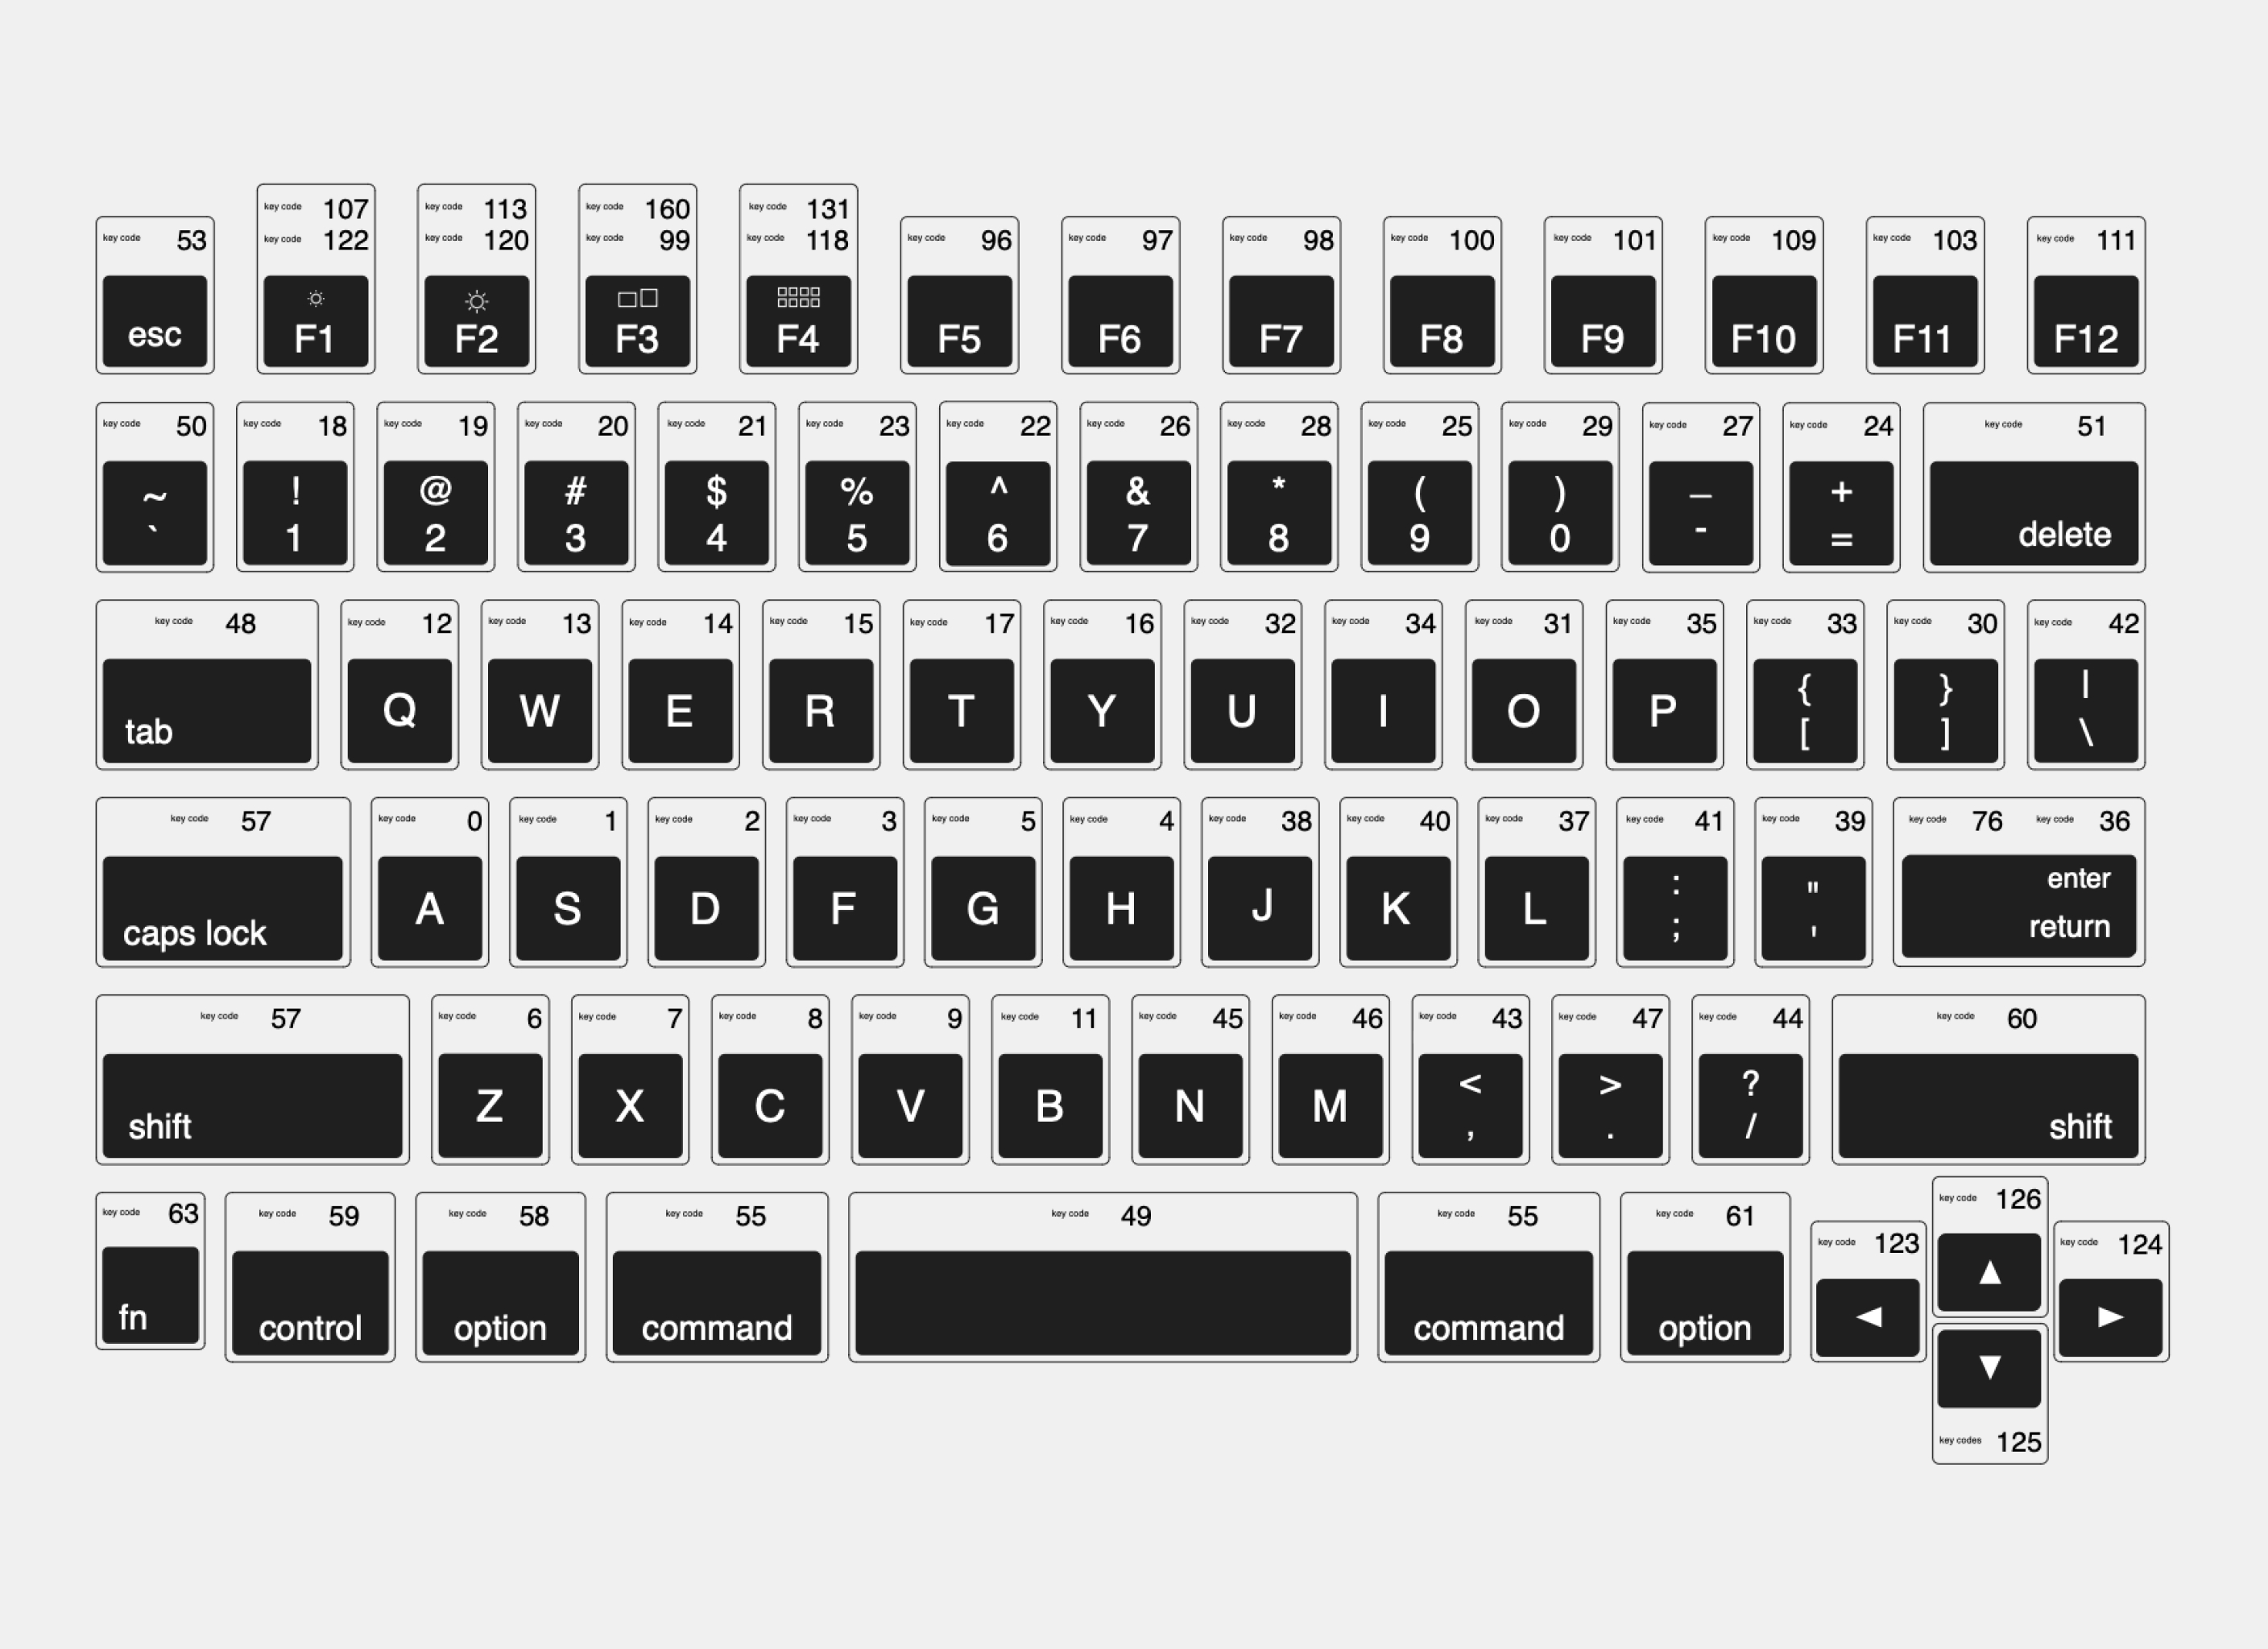 key code 107 key code 113 key code 160 key code 131
key code 53 key code 122 key code 120 key code 99 key code 118 key code 96 key code 97 key code 98 key code 100 key code 101 key code 109 key code 103 key code 111
esc F1 F2 F3 F4 F5 F6 F7 F8 F9 F10 F11 F12
key code 50 key code 18 key code 19 key code 20 key code 21 key code 23 key code 22 key code 26 key code 28 key code 25 key code 29 key code 27 key code 24 key code 51
~ ! @ # $ % ^ & * ( ) _ +
` 1 2 3 4 5 6 7 8 9 0 - = delete
key code 48 key code 12 key code 13 key code 14 key code 15 key code 17 key code 16 key code 32 key code 34 key code 31 key code 35 key code 33 key code 30 key code 42
{ } |
tab Q W E R T Y U I O P [ ] \
key code 57 key code 0 key code 1 key code 2 key code 3 key code 5 key code 4 key code 38 key code 40 key code 37 key code 41 key code 39 key code 76 key code 36
: " enter
caps lock A S D F G H J K L ; ' return
key code 57 key code 6 key code 7 key code 8 key code 9 key code 11 key code 45 key code 46 key code 43 key code 47 key code 44 key code 60
< > ?
shift Z X C V B N M , . / shift
key code 63 key code 59 key code 58 key code 55 key code 49 key code 55 key code 61 key code 123 key code 126 key code 124
fn control option command command option ◀ ▲ ▶
▼
key codes 125